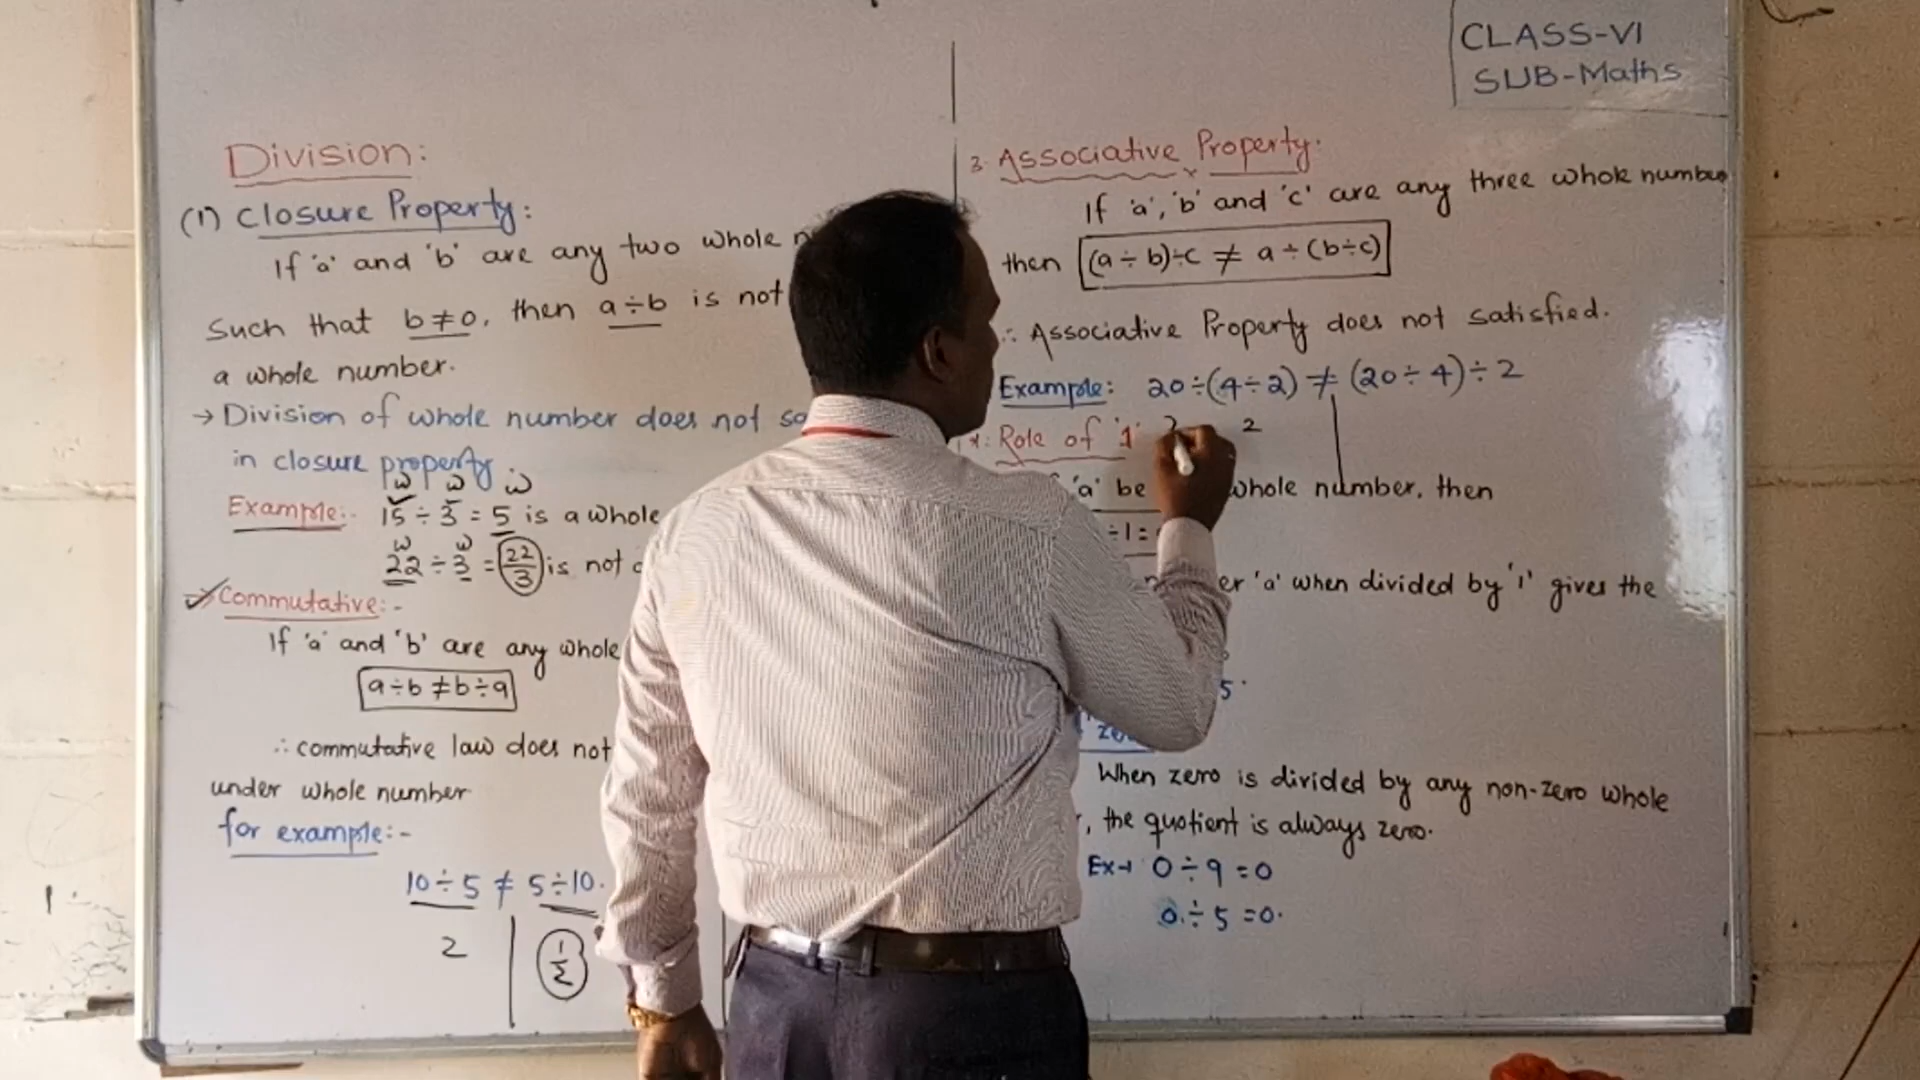 CLASS-VI
SUB-Maths
Division:
(1) Closure Property:
If 'a' and 'b' are any two whole
Such that b≠0, then a÷b is not
a whole number.
→ Division of whole number does not
in closure property
w w w
Example:- 15 ÷ 3 = 5 is a whole
w w
22 ÷ 3 = 22/3 is not
Commutative:-
If 'a' and 'b' are any whole
a÷b ≠ b÷a
∴ commutative law does not
under whole number
for example:-
10÷5 ≠ 5÷10.
2 1/2
3. Associative Property:
If 'a', 'b' and 'c' are any three whole number
then (a÷b)÷c ≠ a÷(b÷c)
∴ Associative Property does not satisfied.
Example: 20÷(4÷2) ≠ (20÷4)÷2
2
Role of '1'
'a' be whole number, then
÷1=
'a' when divided by '1' gives the
5.
When zero is divided by any non-zero whole
, the quotient is always zero.
Ex→ 0÷9=0
0÷5=0.